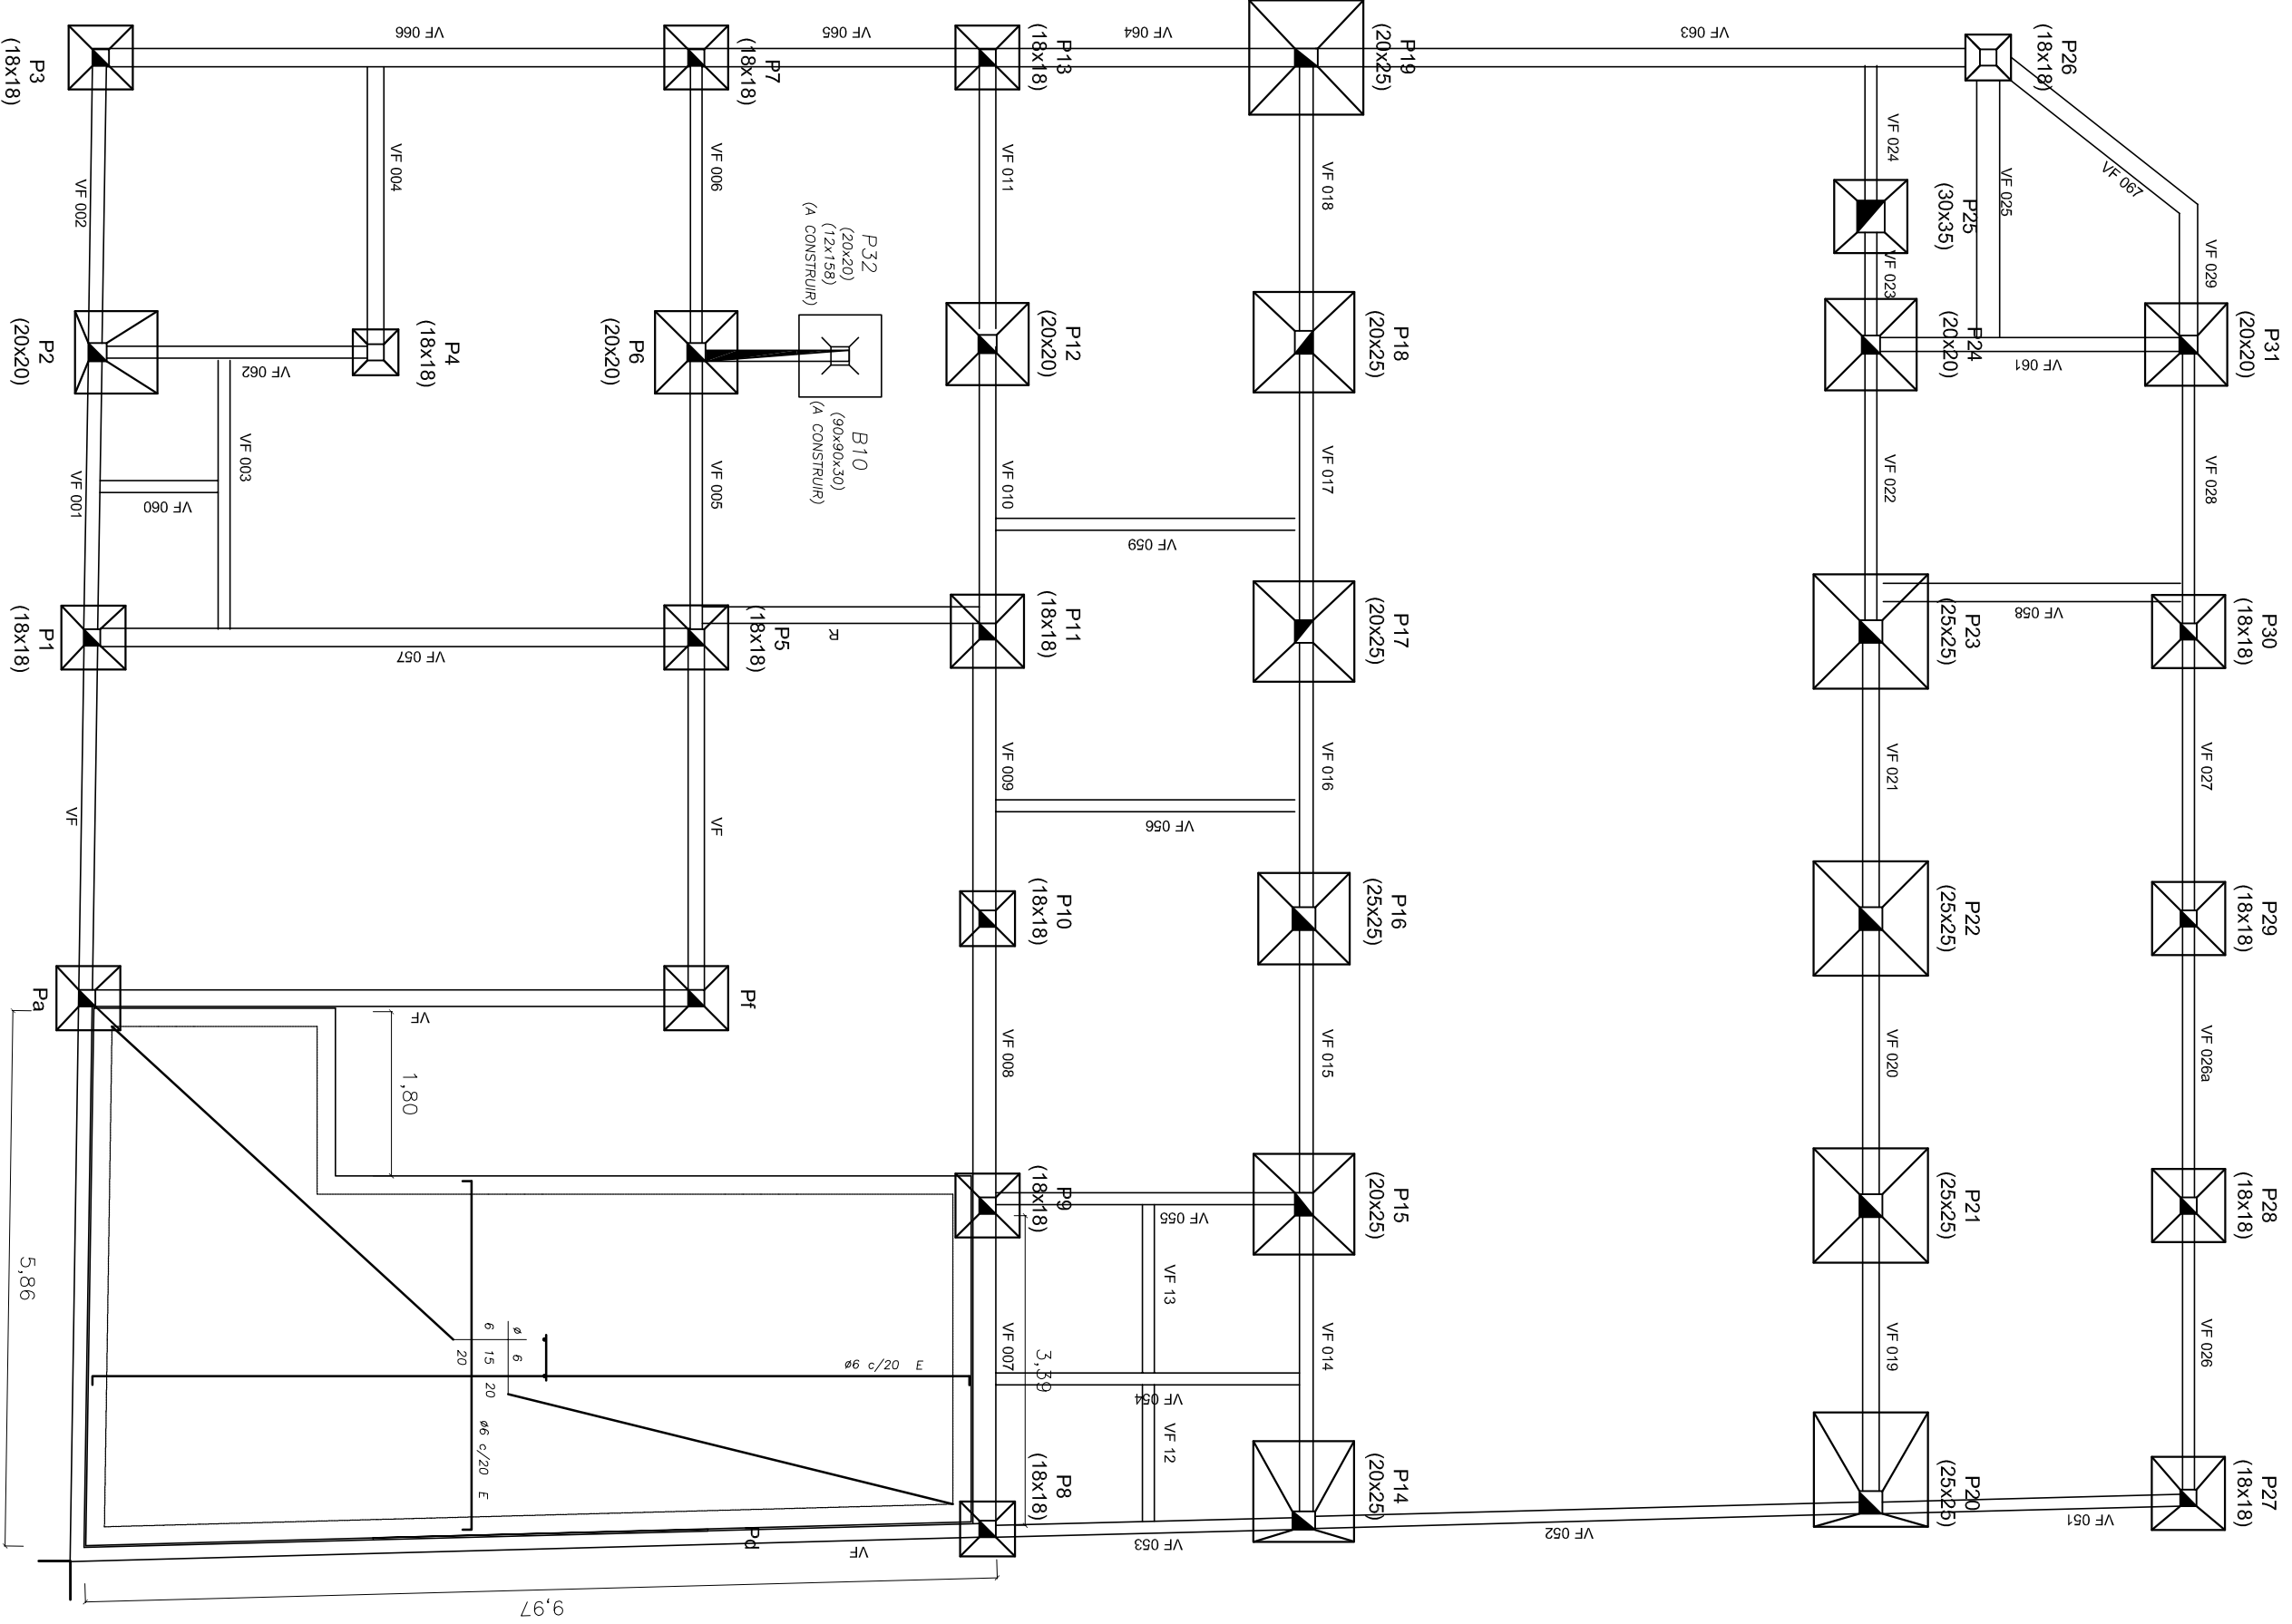 P3
(18x18)
VF 066
P7
(18x18)
VF 065
P13
(18x18)
VF 064
P19
(20x25)
VF 063
P26
(18x18)
VF 002
VF 004
VF 006
VF 011
VF 018
VF 024
P25
(30x35)
VF 025
VF 067
VF 029
VF 023
P32
(20x20)
(12x158)
(A CONSTRUIR)
P2
(20x20)
VF 062
P4
(18x18)
P6
(20x20)
P12
(20x20)
P18
(20x25)
P24
(20x20)
VF 061
P31
(20x20)
B10
(90x90x30)
(A CONSTRUIR)
VF 001
VF 003
VF 060
VF 005
VF 010
VF 059
VF 017
VF 022
VF 028
P1
(18x18)
VF 057
P5
(18x18)
R
P11
(18x18)
P17
(20x25)
P23
(25x25)
VF 058
P30
(18x18)
VF
VF
VF 009
VF 056
VF 016
VF 021
VF 027
P10
(18x18)
P16
(25x25)
P22
(25x25)
P29
(18x18)
Pa
VF
Pf
1,80
VF 008
VF 015
VF 020
VF 026a
P9
(18x18)
VF 055
P15
(20x25)
P21
(25x25)
P28
(18x18)
5,86
ø 6
6 15 20
20
ø6 c/20 E
ø6 c/20 E
VF 007
3,39
VF 13
VF 054
VF 12
VF 014
VF 019
VF 026
Pd
VF
P8
(18x18)
VF 053
P14
(20x25)
VF 052
P20
(25x25)
VF 051
P27
(18x18)
9,97